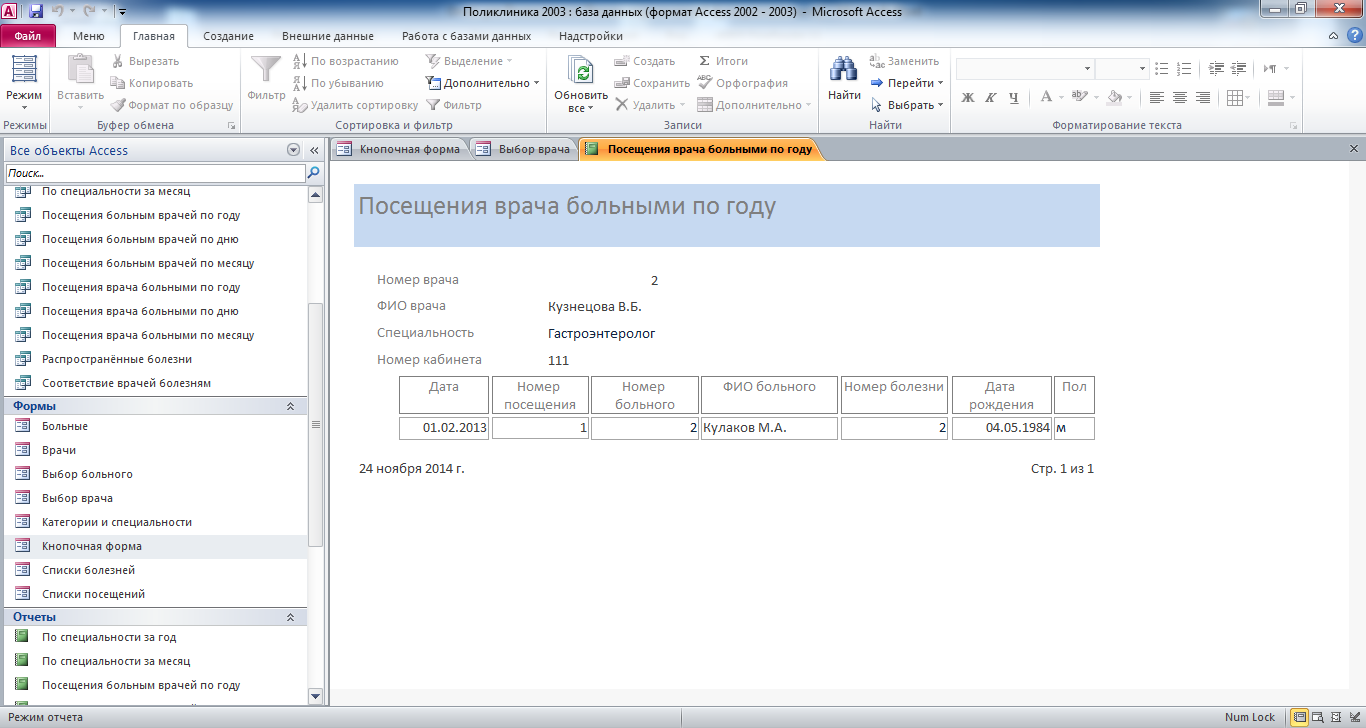 Поликлиника 2003 : база данных (формат Access 2002 - 2003) - Microsoft Access
Файл Меню Главная Создание Внешние данные Работа с базами данных Надстройки
Режим
Режимы
Вставить
Вырезать
Копировать
Формат по образцу
Буфер обмена
Фильтр
По возрастанию
По убыванию
Удалить сортировку
Выделение
Дополнительно
Фильтр
Сортировка и фильтр
Обновить
все
Создать
Сохранить
Удалить
Итоги
Орфография
Дополнительно
Записи
Найти
Заменить
Перейти
Выбрать
Найти
Ж К Ч
А
Форматирование текста
Все объекты Access
Поиск...
По специальности за месяц
Посещения больным врачей по году
Посещения больным врачей по дню
Посещения больным врачей по месяцу
Посещения врача больными по году
Посещения врача больными по дню
Посещения врача больными по месяцу
Распространённые болезни
Соответствие врачей болезням
Формы
Больные
Врачи
Выбор больного
Выбор врача
Категории и специальности
Кнопочная форма
Списки болезней
Списки посещений
Отчеты
По специальности за год
По специальности за месяц
Посещения больным врачей по году
Кнопочная форма Выбор врача Посещения врача больными по году
Посещения врача больными по году
Номер врача 2
ФИО врача Кузнецова В.Б.
Специальность Гастроэнтеролог
Номер кабинета 111
Дата Номер посещения Номер больного ФИО больного Номер болезни Дата рождения Пол
01.02.2013 1 2 Кулаков М.А. 2 04.05.1984 м
24 ноября 2014 г. Стр. 1 из 1
Режим отчета Num Lock